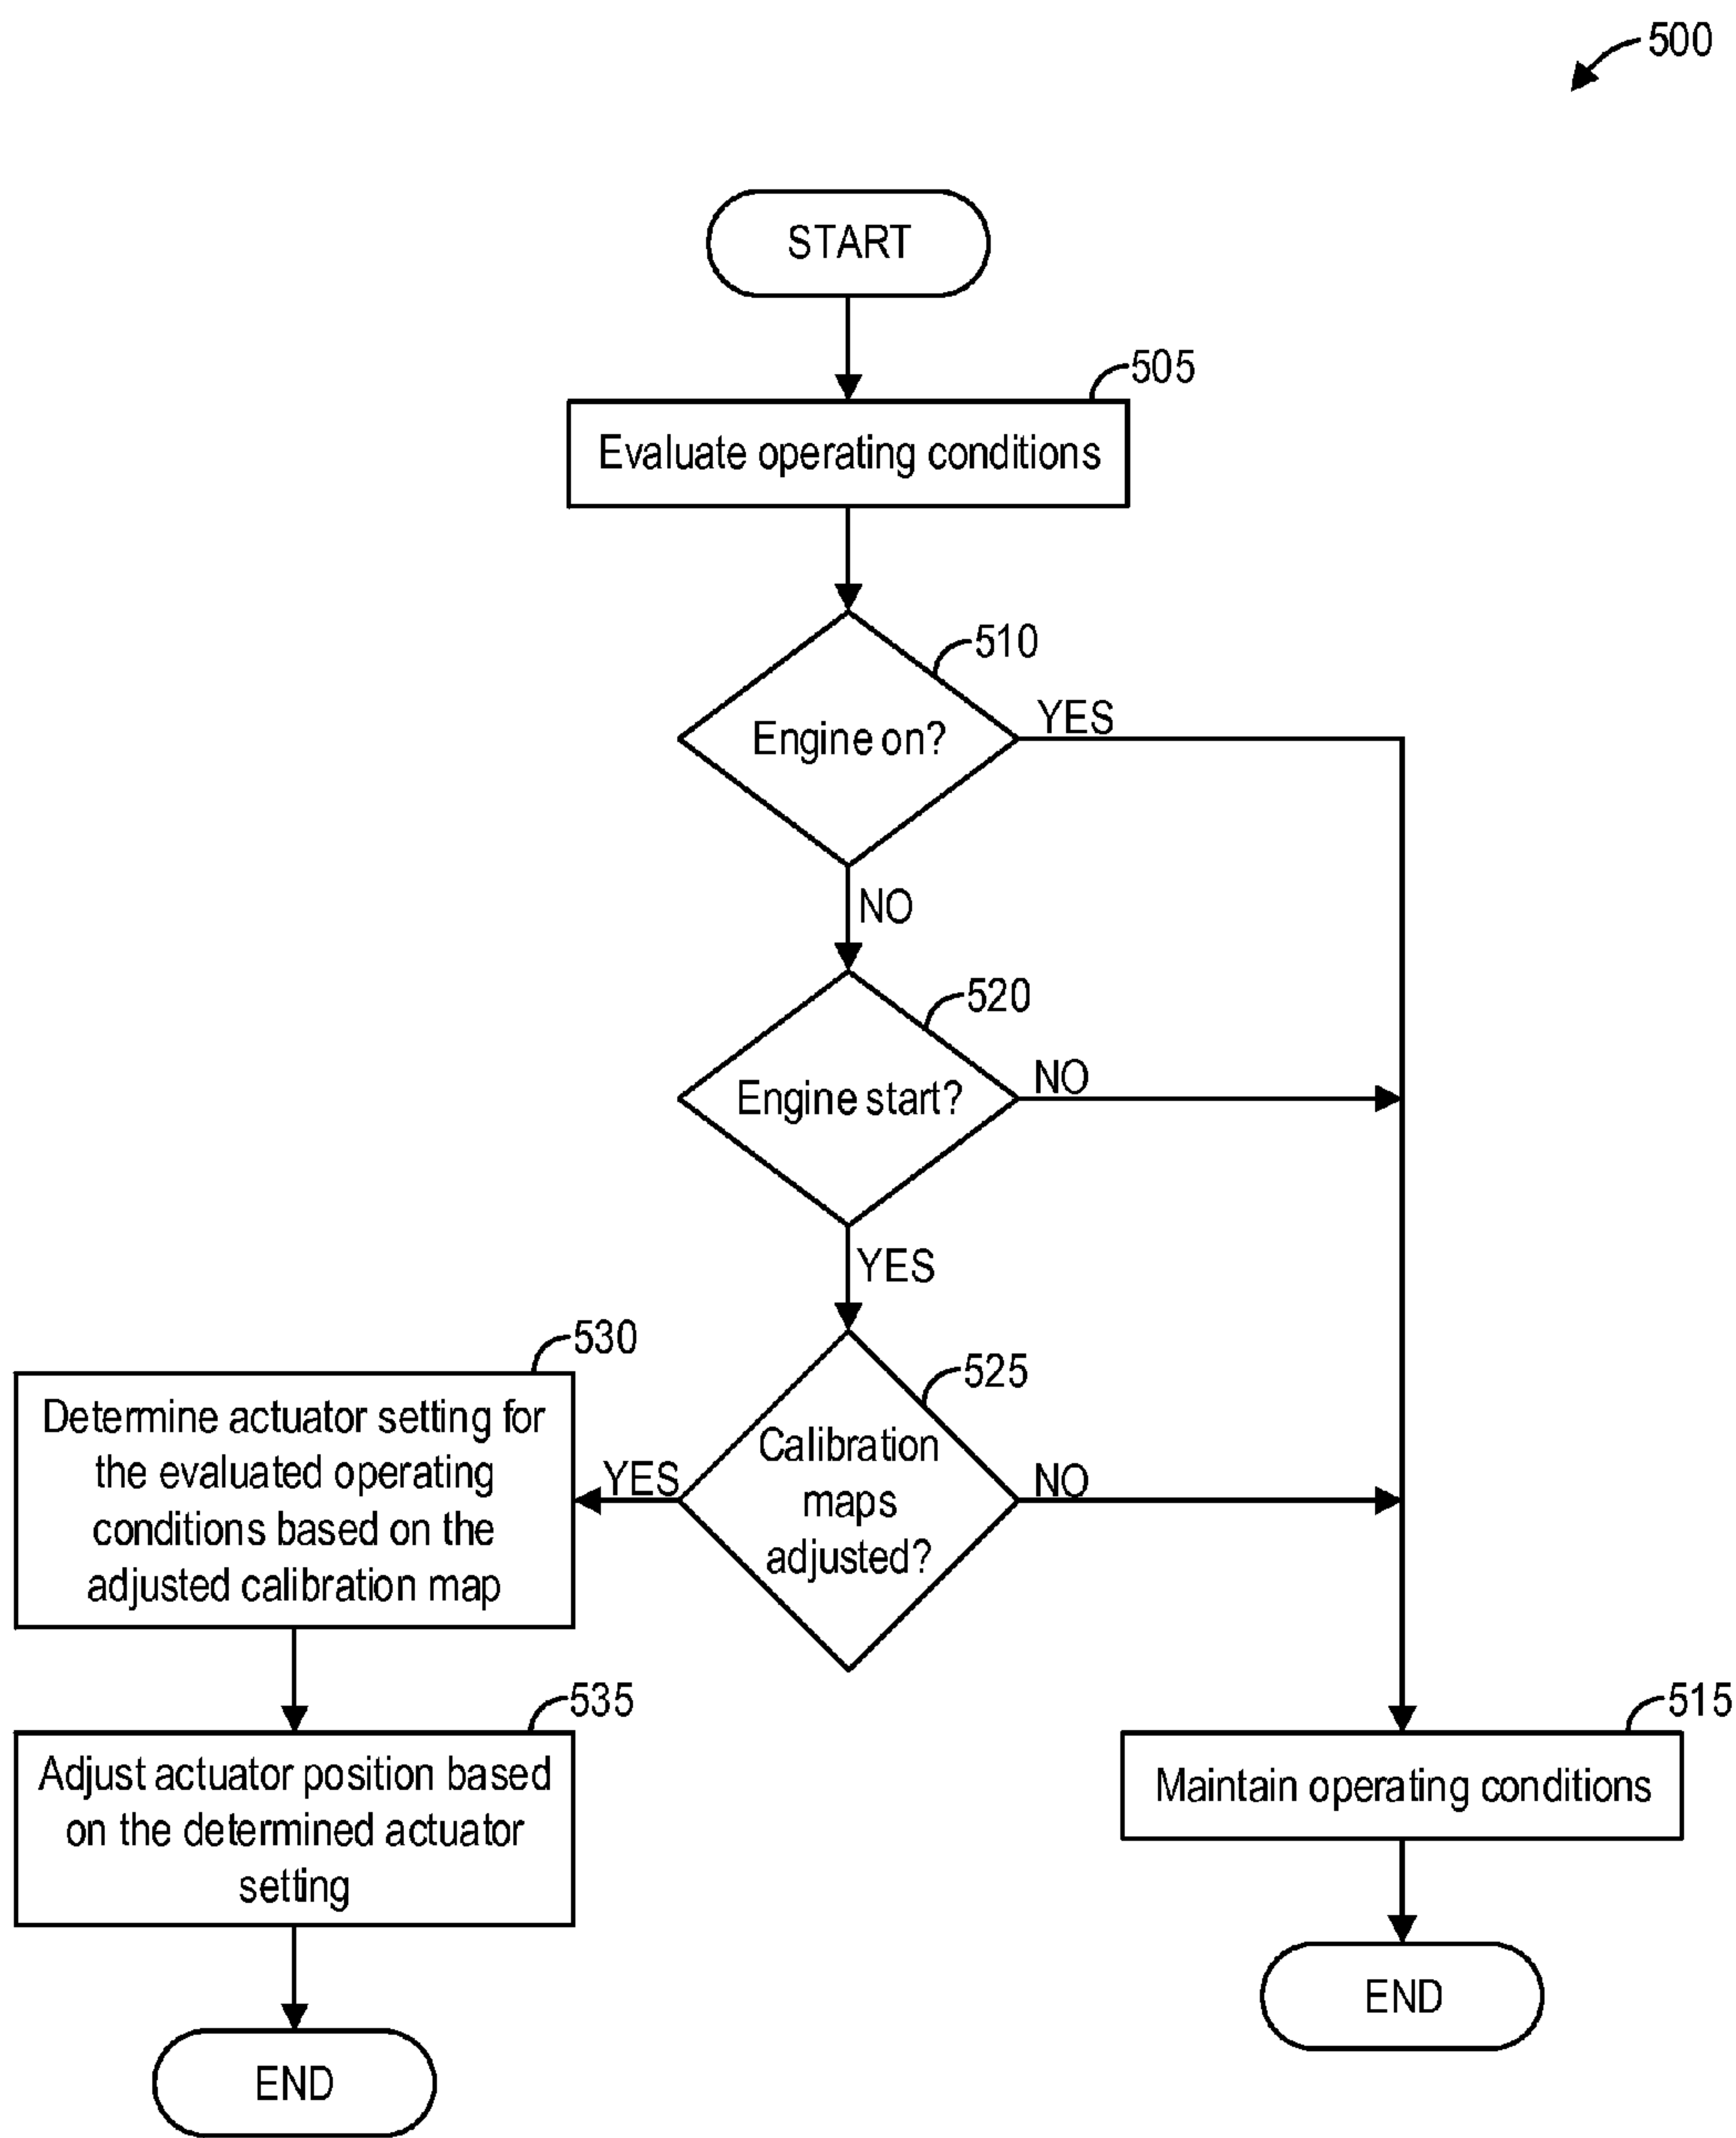 500
START
505
Evaluate operating conditions
510
Engine on?
YES
NO
520
Engine start?
NO
YES
530
Determine actuator setting for
the evaluated operating
conditions based on the
adjusted calibration map
YES
525
Calibration
maps
adjusted?
NO
535
Adjust actuator position based
on the determined actuator
setting
515
Maintain operating conditions
END
END